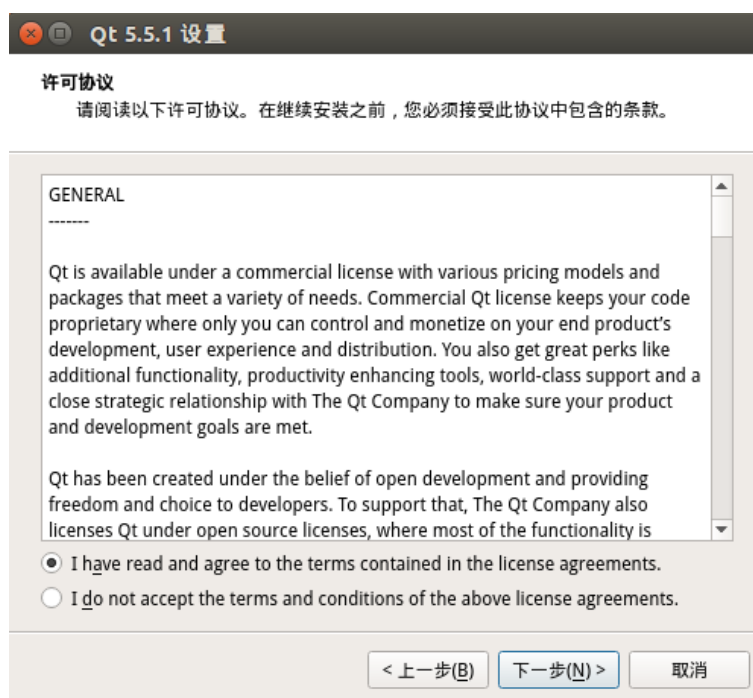 Qt 5.5.1 设置
许可协议
请阅读以下许可协议。在继续安装之前，您必须接受此协议中包含的条款。
GENERAL
-------
Qt is available under a commercial license with various pricing models and
packages that meet a variety of needs. Commercial Qt license keeps your code
proprietary where only you can control and monetize on your end product's
development, user experience and distribution. You also get great perks like
additional functionality, productivity enhancing tools, world-class support and a
close strategic relationship with The Qt Company to make sure your product
and development goals are met.
Qt has been created under the belief of open development and providing
freedom and choice to developers. To support that, The Qt Company also
licenses Qt under open source licenses, where most of the functionality is
I have read and agree to the terms contained in the license agreements.
I do not accept the terms and conditions of the above license agreements.
< 上一步(B) 下一步(N) > 取消